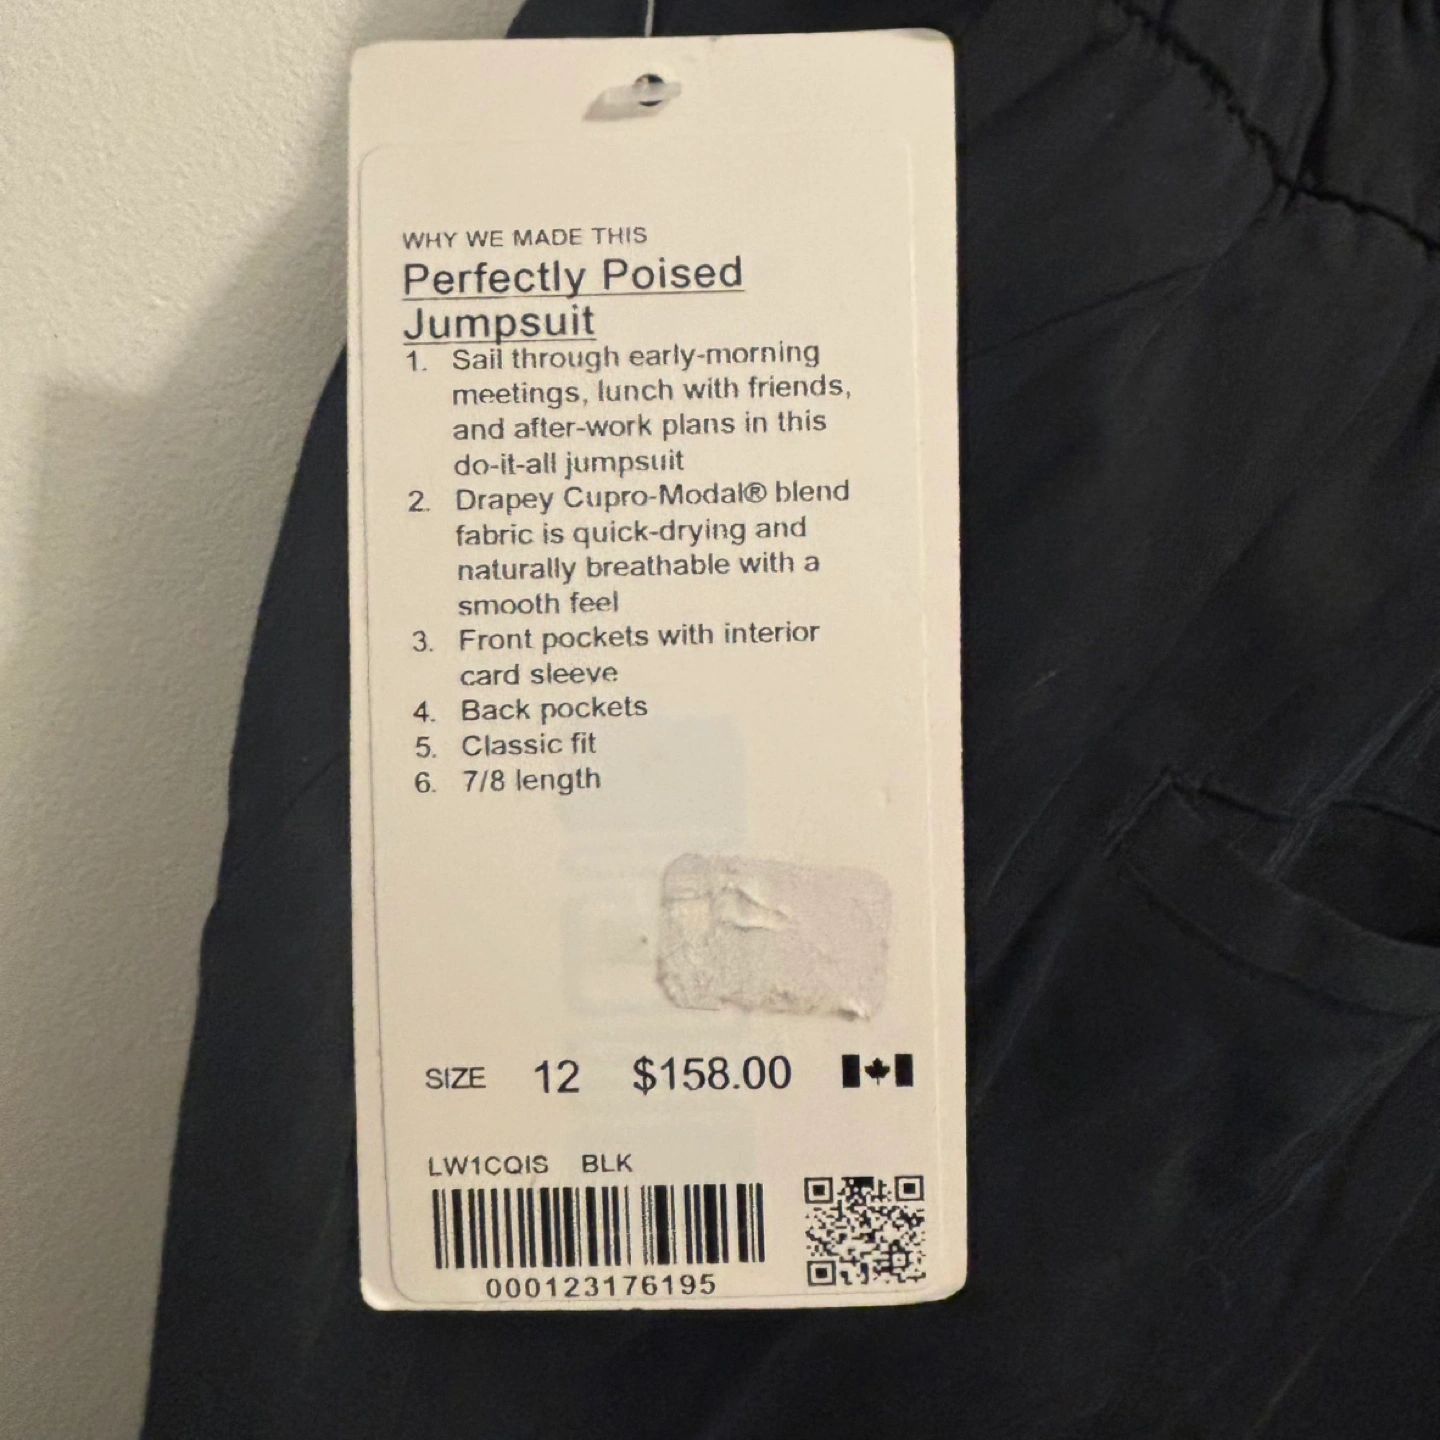 WHY WE MADE THIS
Perfectly Poised
Jumpsuit
1. Sail through early-morning
meetings, lunch with friends,
and after-work plans in this
do-it-all jumpsuit
2. Drapey Cupro-Modal® blend
fabric is quick-drying and
naturally breathable with a
smooth feel
3. Front pockets with interior
card sleeve
4. Back pockets
5. Classic fit
6. 7/8 length
SIZE 12 $158.00
LW1CQIS BLK
000123176195